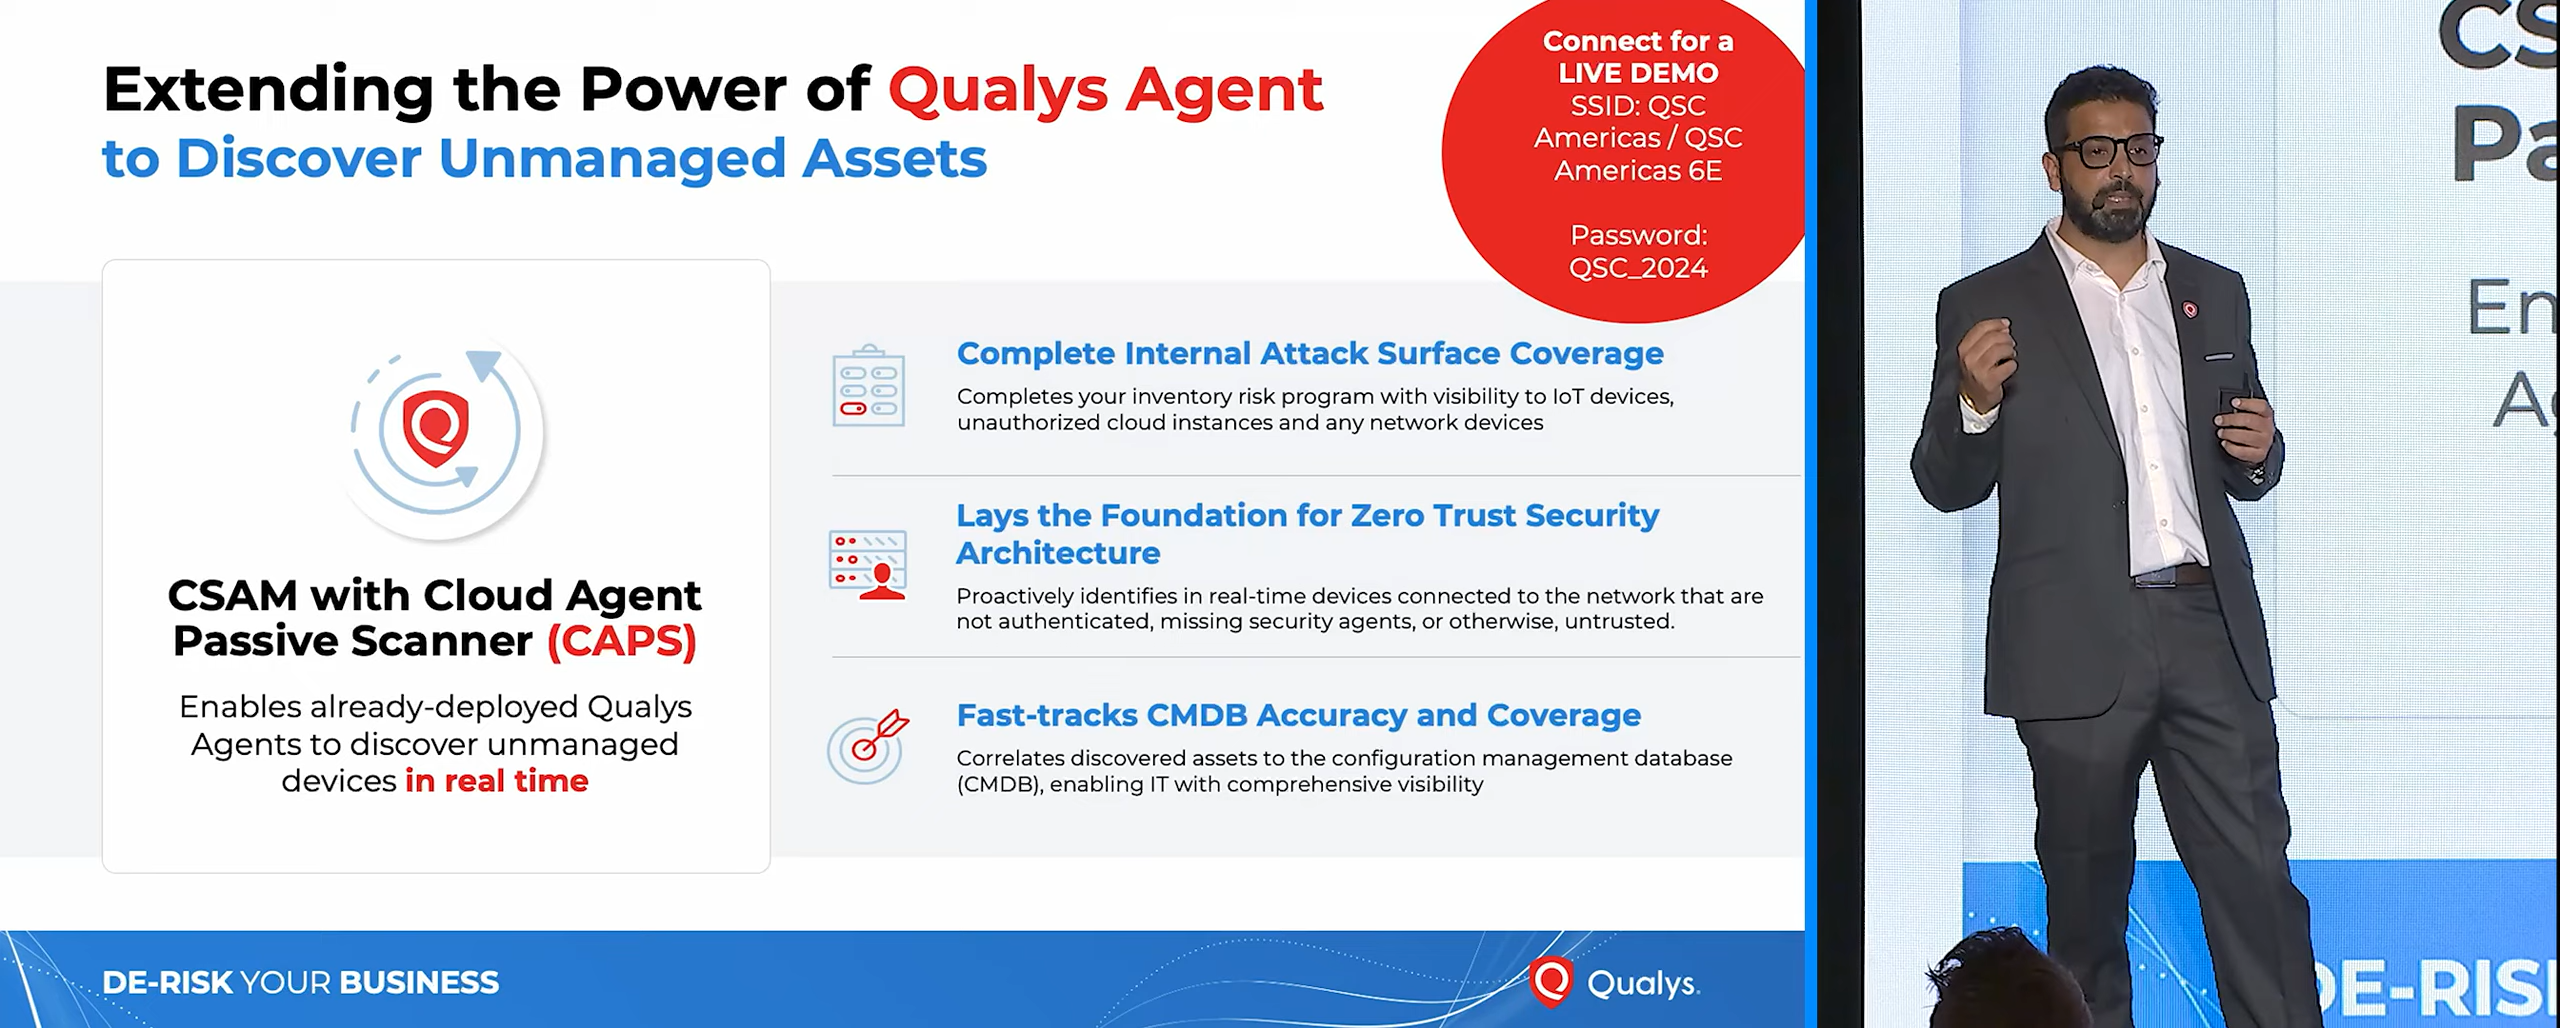 Extending the Power of Qualys Agent
to Discover Unmanaged Assets
Connect for a
LIVE DEMO
SSID: QSC
Americas / QSC
Americas 6E
Password:
QSC_2024
CSAM with Cloud Agent
Passive Scanner (CAPS)
Enables already-deployed Qualys
Agents to discover unmanaged
devices in real time
Complete Internal Attack Surface Coverage
Completes your inventory risk program with visibility to IoT devices,
unauthorized cloud instances and any network devices
Lays the Foundation for Zero Trust Security
Architecture
Proactively identifies in real-time devices connected to the network that are
not authenticated, missing security agents, or otherwise, untrusted.
Fast-tracks CMDB Accuracy and Coverage
Correlates discovered assets to the configuration management database
(CMDB), enabling IT with comprehensive visibility
DE-RISK YOUR BUSINESS
Qualys.
CS
Pa
En
Ag
DE-RIS